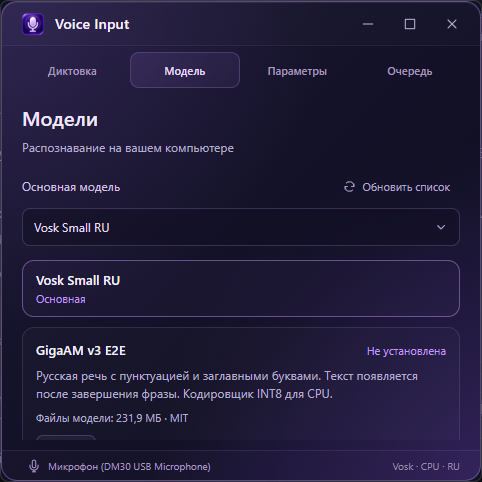 Voice Input
Диктовка
Модель
Параметры
Очередь
Модели
Распознавание на вашем компьютере
Основная модель
Обновить список
Vosk Small RU
Vosk Small RU
Основная
GigaAM v3 E2E
Не установлена
Русская речь с пунктуацией и заглавными буквами. Текст появляется
после завершения фразы. Кодировщик INT8 для CPU.
Файлы модели: 231,9 МБ · MIT
Микрофон (DM30 USB Microphone)
Vosk · CPU · RU